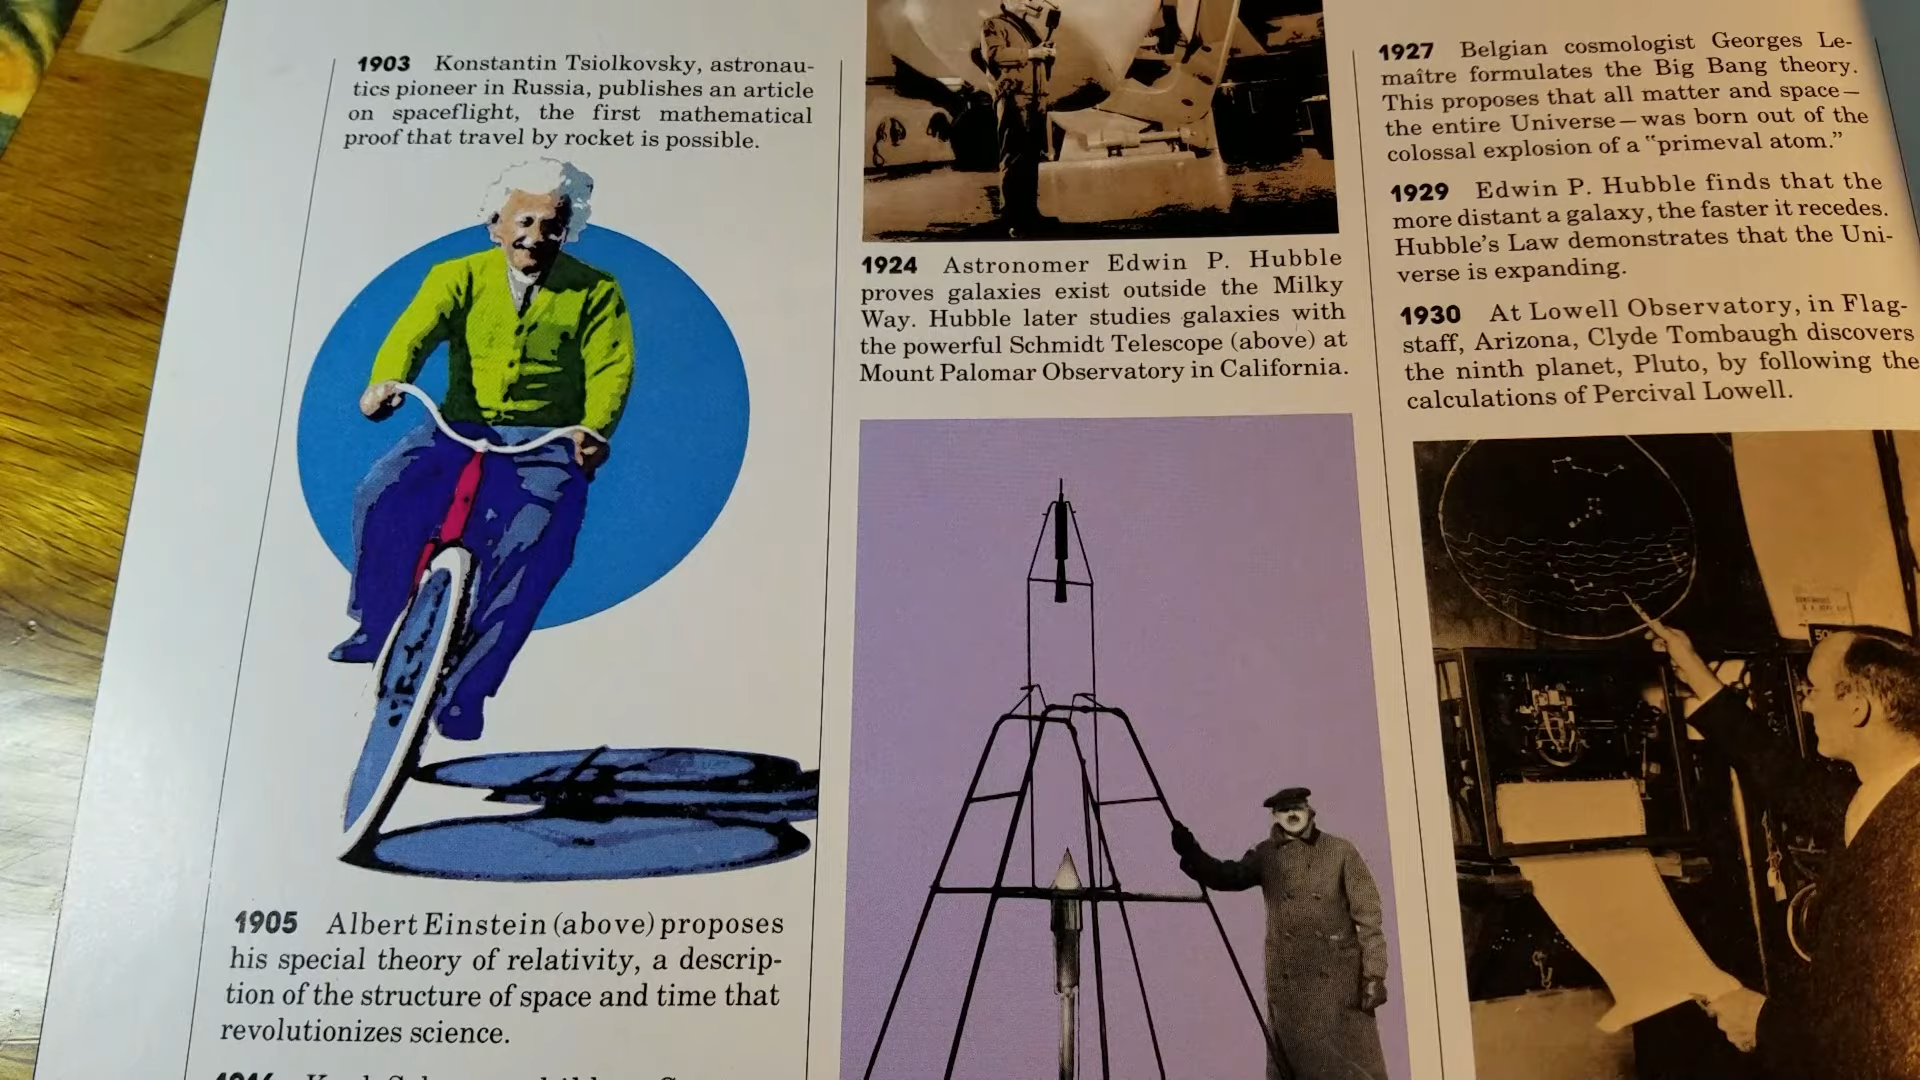 1903 Konstantin Tsiolkovsky, astronau-
tics pioneer in Russia, publishes an article
on spaceflight, the first mathematical
proof that travel by rocket is possible.
1905 Albert Einstein (above) proposes
his special theory of relativity, a descrip-
tion of the structure of space and time that
revolutionizes science.
1924 Astronomer Edwin P. Hubble
proves galaxies exist outside the Milky
Way. Hubble later studies galaxies with
the powerful Schmidt Telescope (above) at
Mount Palomar Observatory in California.
1927 Belgian cosmologist Georges Le-
maître formulates the Big Bang theory.
This proposes that all matter and space—
the entire Universe—was born out of the
colossal explosion of a "primeval atom."
1929 Edwin P. Hubble finds that the
more distant a galaxy, the faster it recedes.
Hubble's Law demonstrates that the Uni-
verse is expanding.
1930 At Lowell Observatory, in Flag-
staff, Arizona, Clyde Tombaugh discovers
the ninth planet, Pluto, by following the
calculations of Percival Lowell.